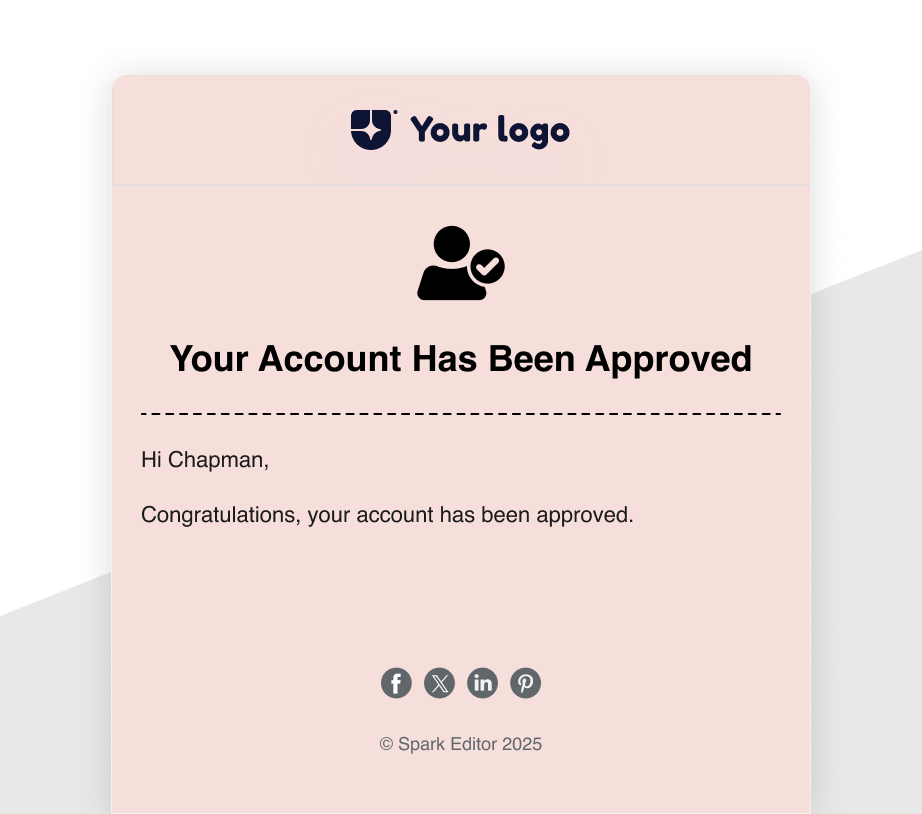 Your logo
Your Account Has Been Approved
Hi Chapman,
Congratulations, your account has been approved.
© Spark Editor 2025